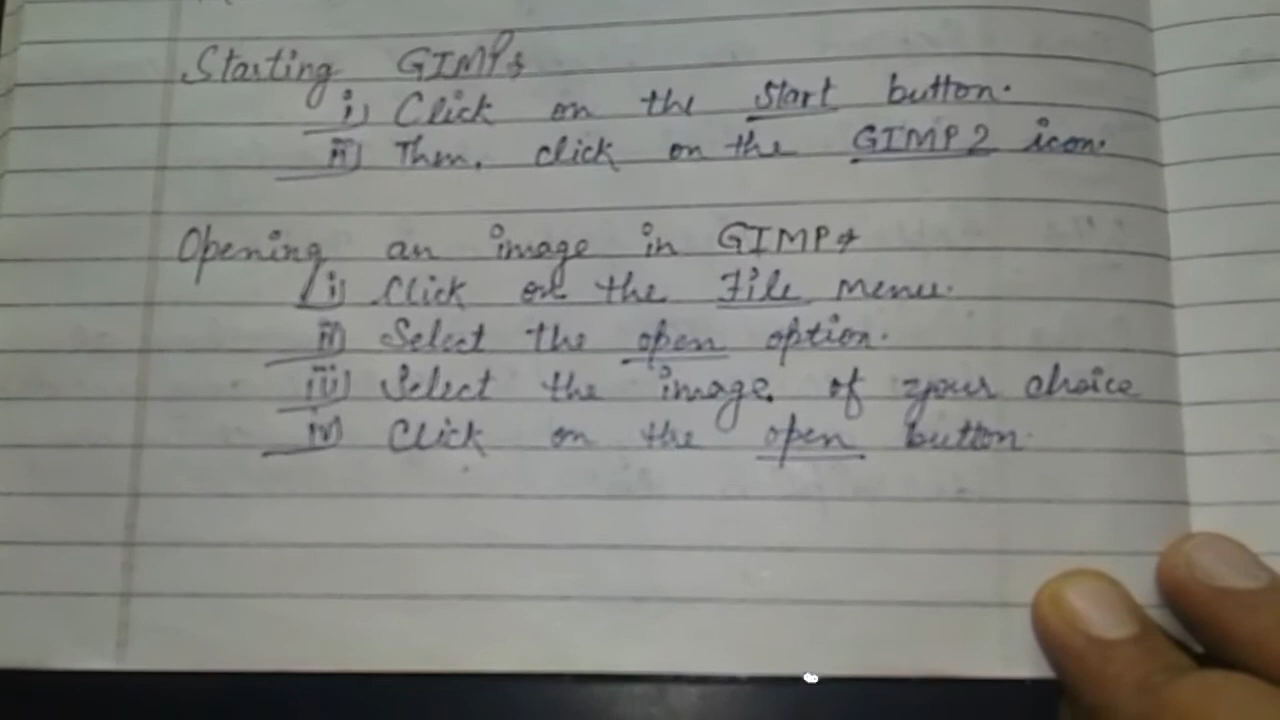 Starting GIMP:
i) Click on the Start button.
ii) Then, click on the GIMP2 icon.
Opening an image in GIMP:
i) Click on the File menu.
ii) Select the open option.
iii) Select the image of your choice
iv) Click on the open button.